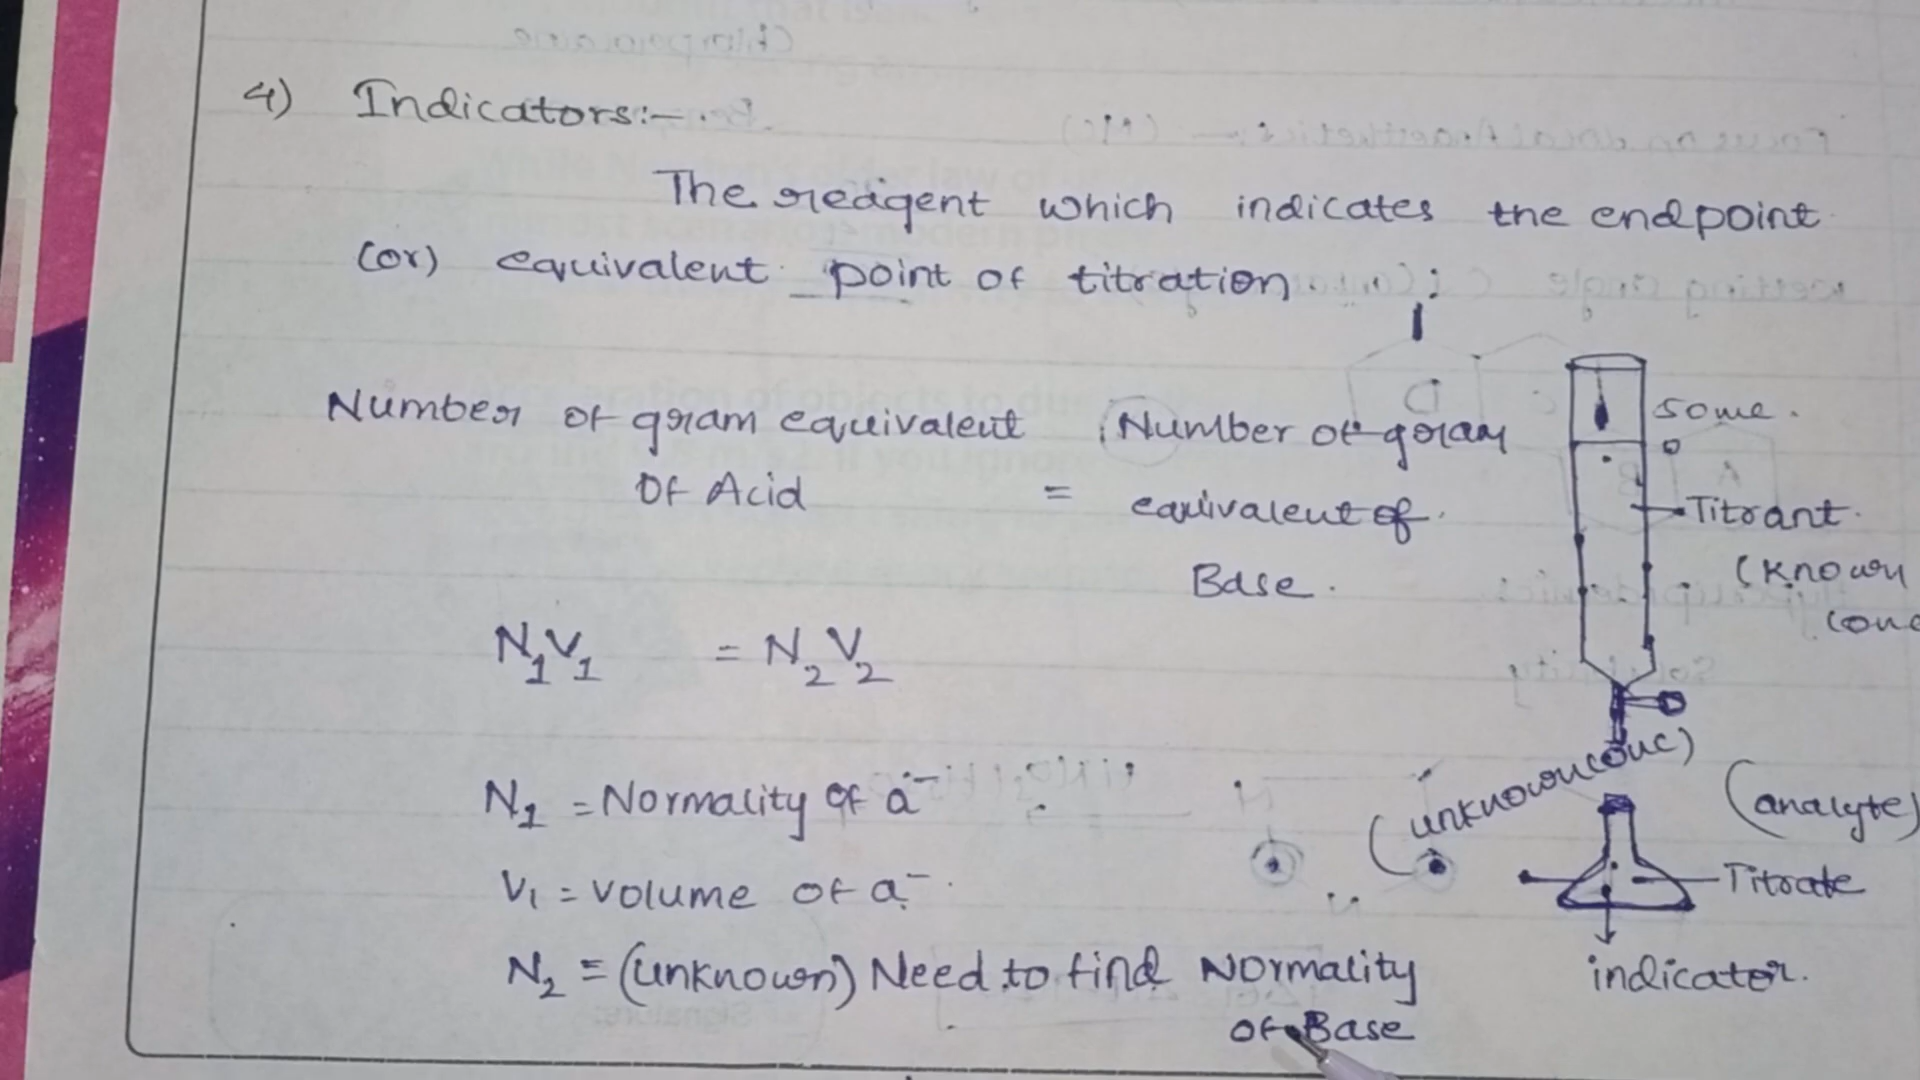 4) Indicators:-.
The reagent which indicates the endpoint
(or) equivalent point of titration.
Number of gram equivalent
Of Acid
=
Number of gram
equivalent of
Base.
N1V1 = N2V2
N1 = Normality of a-
V1 = volume of a-.
N2 = (unknown) Need to find Normality
Of Base
some.
Titrant.
(known
conc
(unknown conc)
(analyte)
Titrate
indicator.